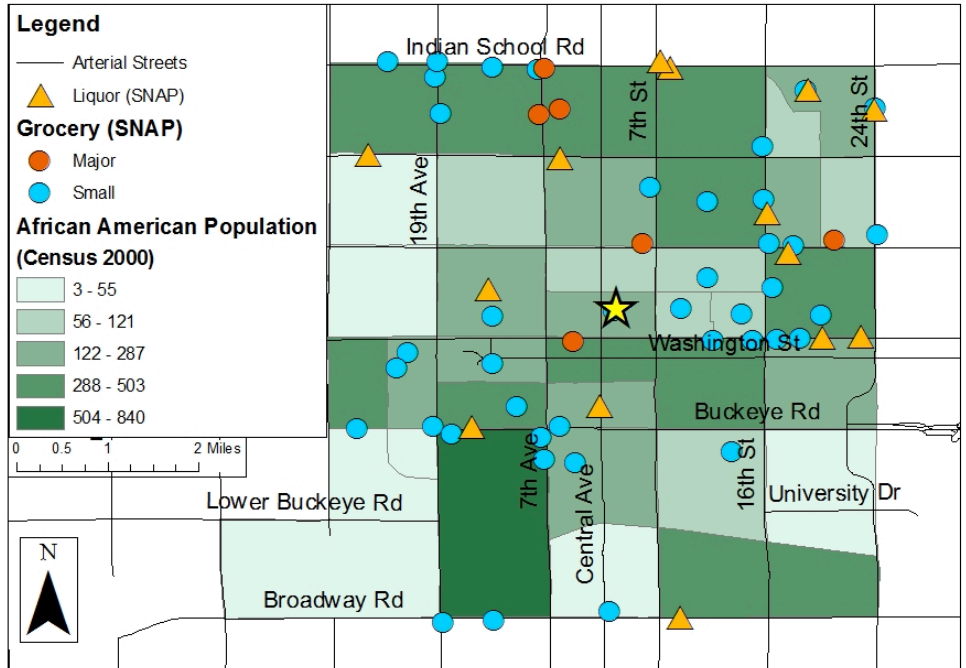 Legend
Arterial Streets
Liquor (SNAP)
Grocery (SNAP)
Major
Small
African American Population
(Census 2000)
3 - 55
56 - 121
122 - 287
288 - 503
504 - 840
0 0.5 1 2 Miles
N
Indian School Rd
7th St
24th St
19th Ave
Washington St
Buckeye Rd
7th Ave
Central Ave
16th St
Lower Buckeye Rd
University Dr
Broadway Rd